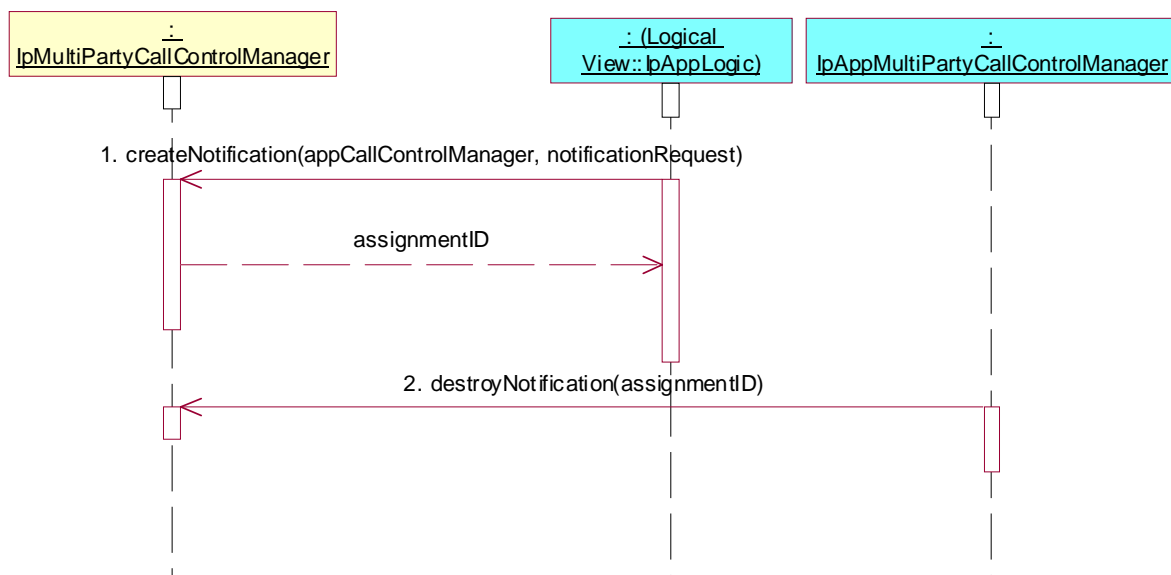 :
IpMultiPartyCallControlManager
: (Logical
View::IpAppLogic)
:
IpAppMultiPartyCallControlManager
1. createNotification(appCallControlManager, notificationRequest)
assignmentID
2. destroyNotification(assignmentID)